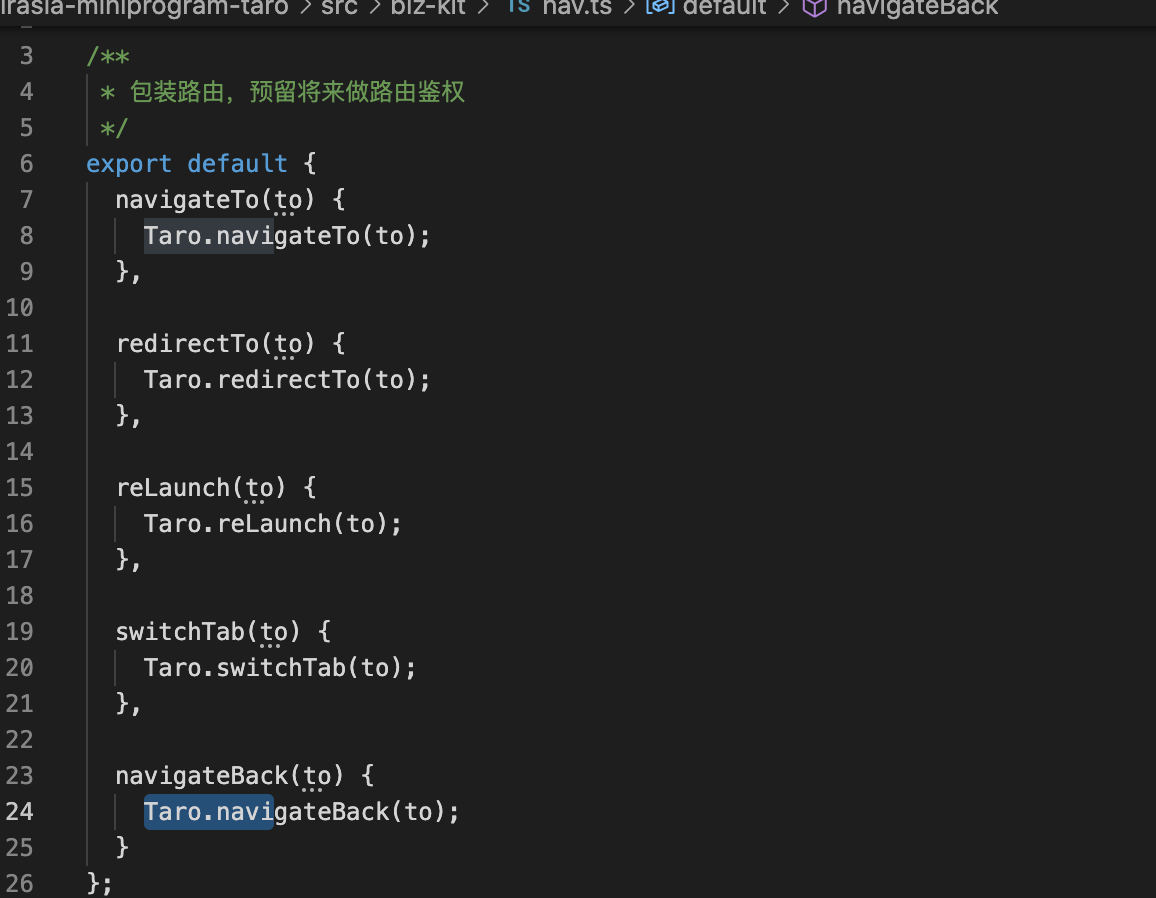 irasia-miniprogram-taro > src > biz-kit > TS nav.ts > default > navigateBack
3 /**
4 * 包装路由，预留将来做路由鉴权
5 */
6 export default {
7 navigateTo(to) {
8 Taro.navigateTo(to);
9 },
10
11 redirectTo(to) {
12 Taro.redirectTo(to);
13 },
14
15 reLaunch(to) {
16 Taro.reLaunch(to);
17 },
18
19 switchTab(to) {
20 Taro.switchTab(to);
21 },
22
23 navigateBack(to) {
24 Taro.navigateBack(to);
25 }
26 };